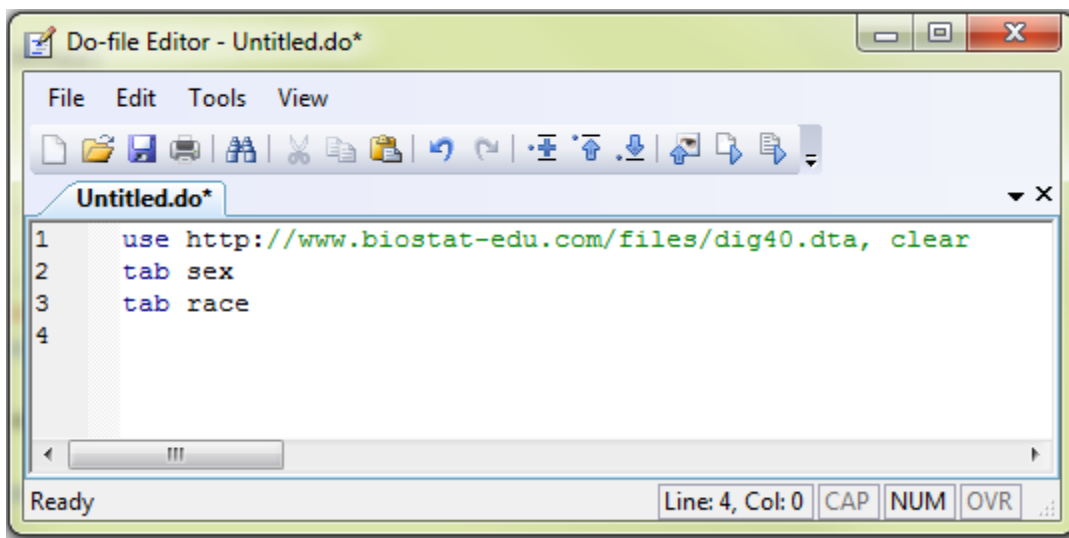 Do-file Editor - Untitled.do*
File Edit Tools View
Untitled.do*
1 use http://www.biostat-edu.com/files/dig40.dta, clear
2 tab sex
3 tab race
4
Ready Line: 4, Col: 0 CAP NUM OVR